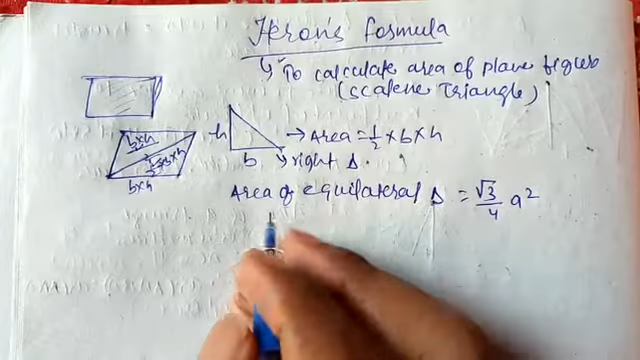 Heron's formula
↳ To calculate area of plane figures
(Scalene Triangle)
h
→ Area = 1/2 × b × h
b
↘ right Δ.
1/2 × b × h
b×h
Area of equilateral Δ = √3/4 a²